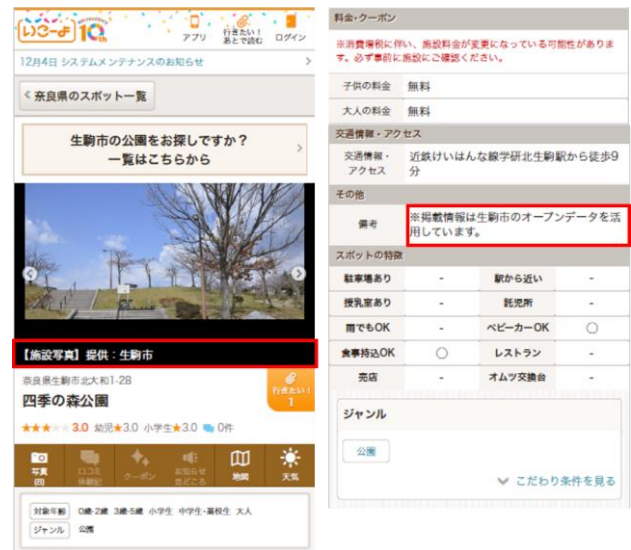 いこーよ 10th
アプリ
行きたい！
あとで読む
ログイン
12月4日 システムメンテナンスのお知らせ
奈良県のスポット一覧
生駒市の公園をお探しですか？
一覧はこちらから
【施設写真】提供：生駒市
奈良県生駒市北大和1-28
四季の森公園
行きたい！
1
★★★★★ 3.0 幼児★3.0 小学生★3.0 0件
写真
(8)
口コミ
体験記
クーポン
お知らせ
見どころ
地図
天気
対象年齢 0歳・2歳 3歳・5歳 小学生 中学生・高校生 大人
ジャンル 公園
料金・クーポン
※消費増税に伴い、施設料金が変更になっている可能性がありま
す。必ず事前に施設にご確認ください。
子供の料金 無料
大人の料金 無料
交通情報・アクセス
交通情報・
アクセス
近鉄けいはんな線学研北生駒駅から徒歩9
分
その他
備考
※掲載情報は生駒市のオープンデータを活
用しています。
スポットの特徴
駐車場あり - 駅から近い -
授乳室あり - 託児所 -
雨でもOK - ベビーカーOK ○
食事持込OK ○ レストラン -
売店 - オムツ交換台 -
ジャンル
公園
こだわり条件を見る